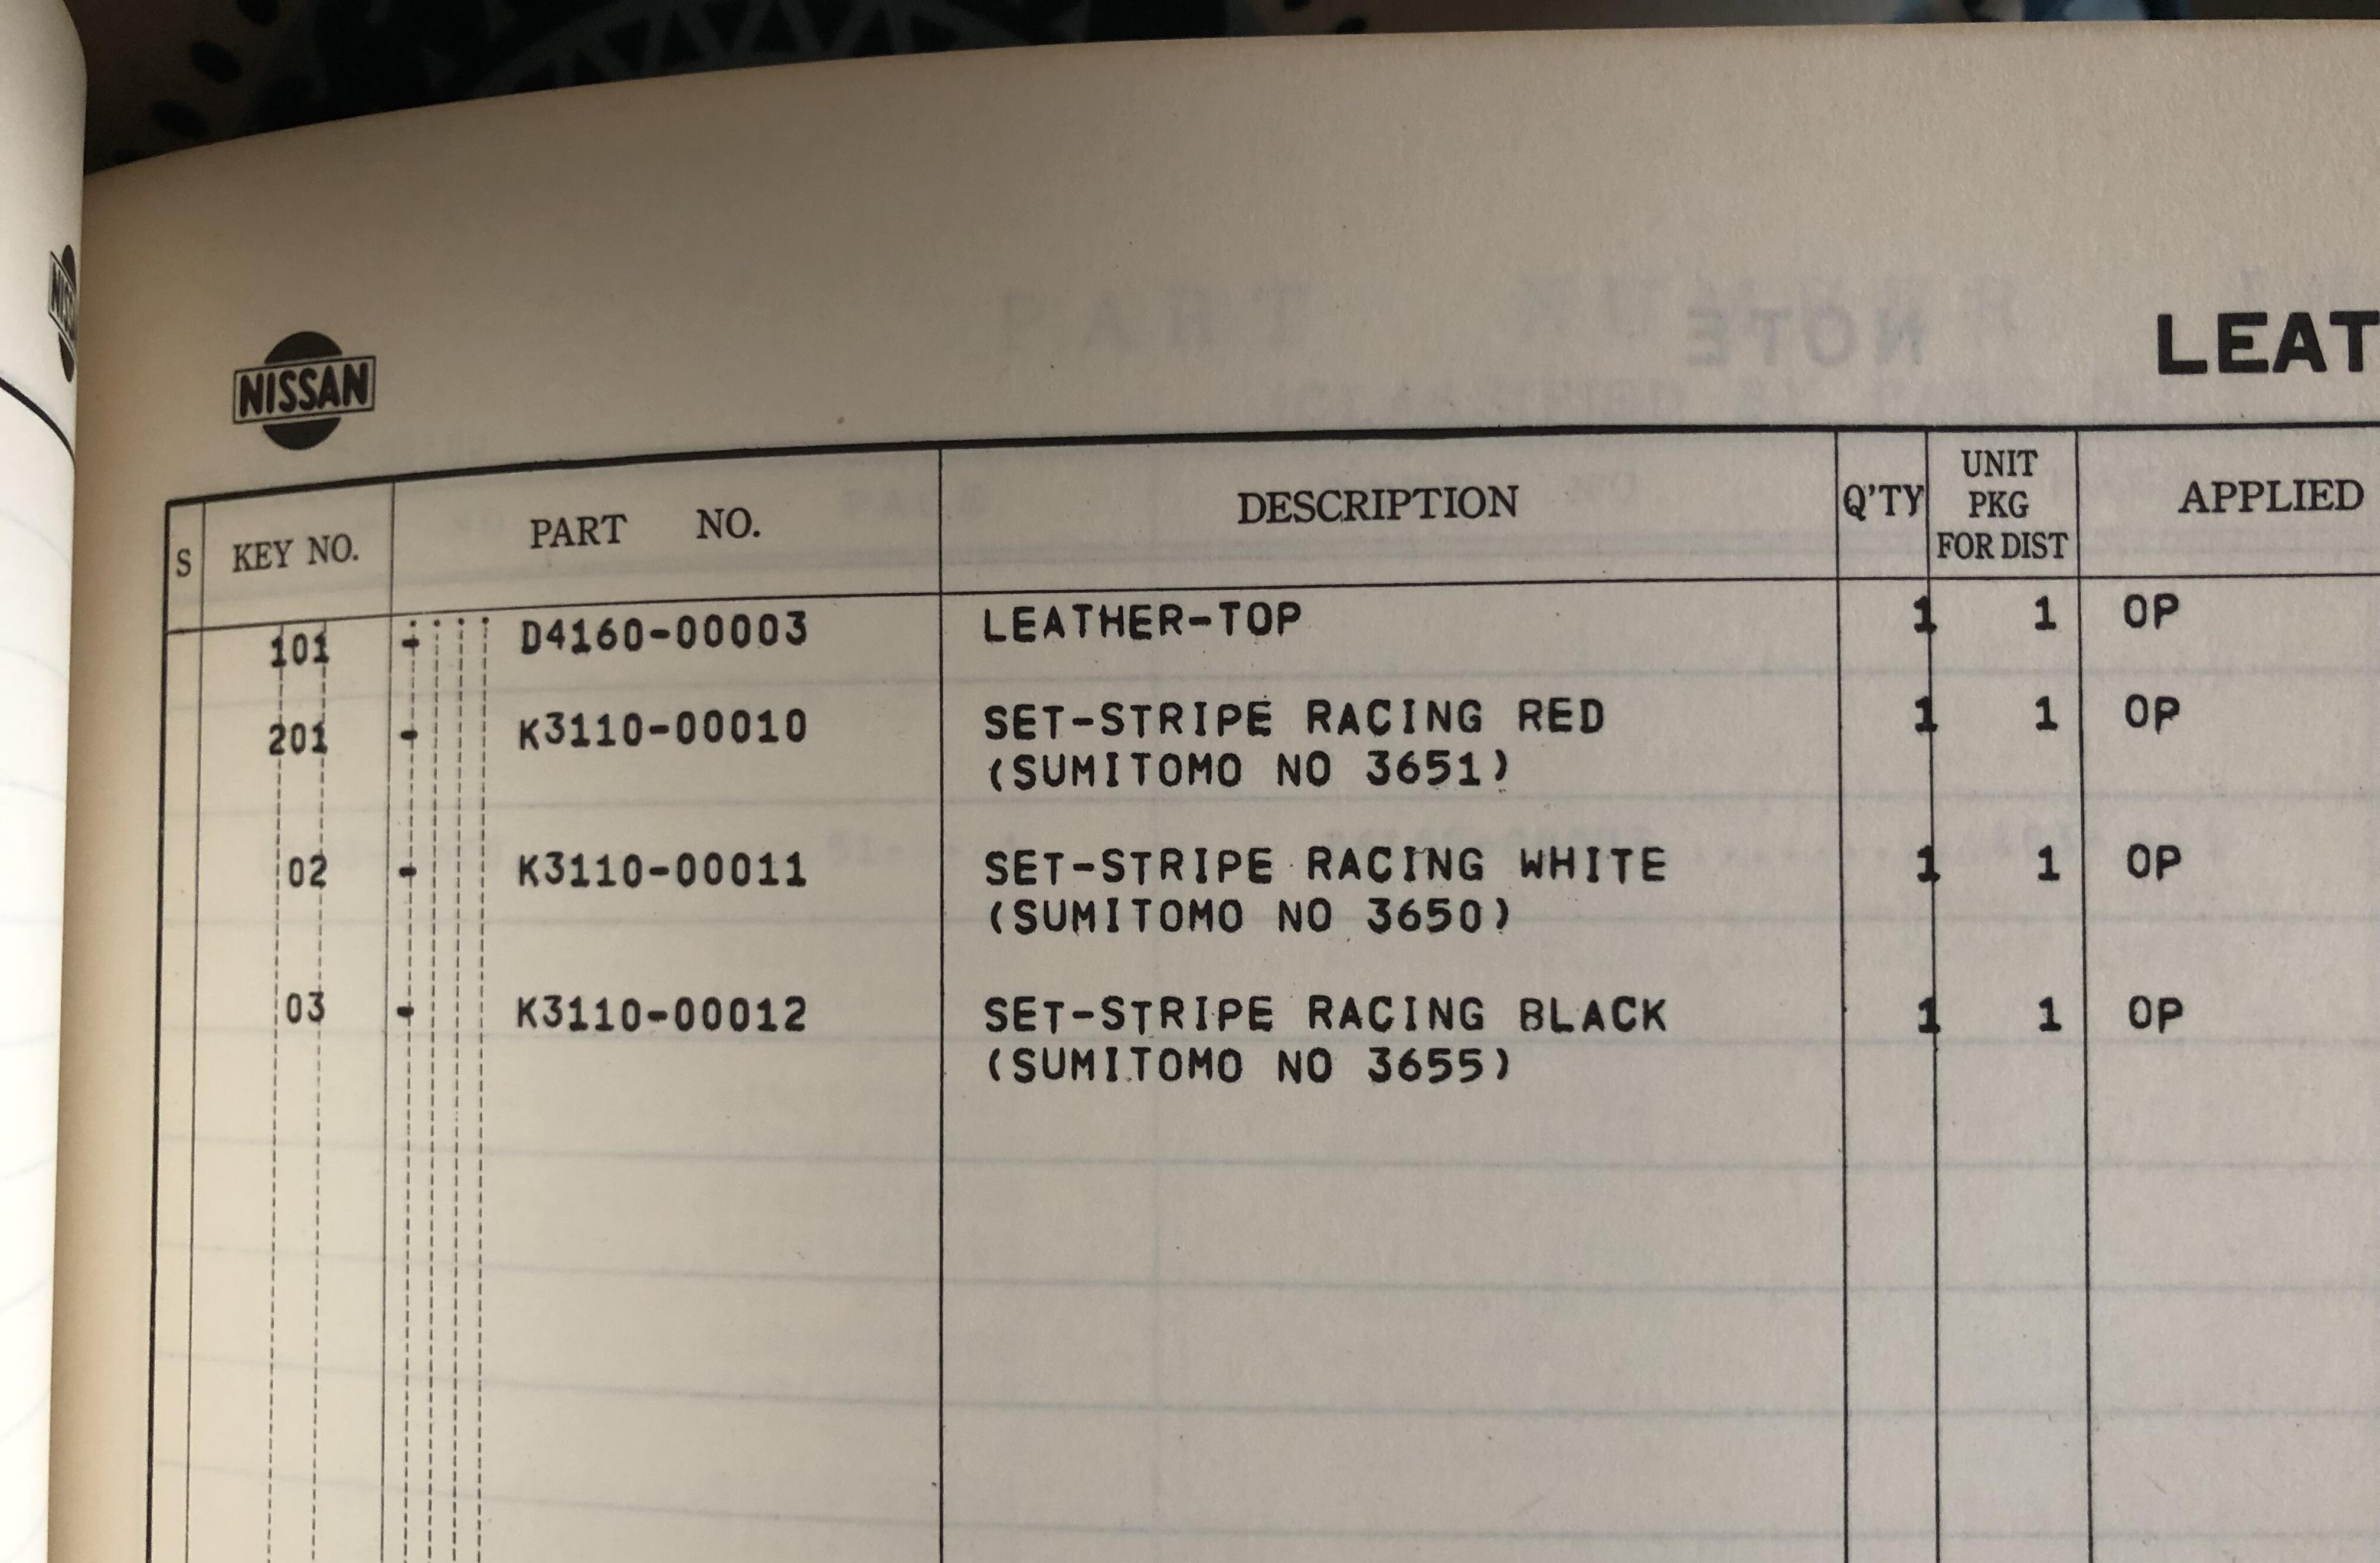 NISSAN
LEAT
S KEY NO. PART NO. DESCRIPTION Q'TY UNIT PKG FOR DIST APPLIED
101 - D4160-00003 LEATHER-TOP 1 1 OP
201 - K3110-00010 SET-STRIPE RACING RED 1 1 OP
(SUMITOMO NO 3651)
02 - K3110-00011 SET-STRIPE RACING WHITE 1 1 OP
(SUMITOMO NO 3650)
03 - K3110-00012 SET-STRIPE RACING BLACK 1 1 OP
(SUMITOMO NO 3655)